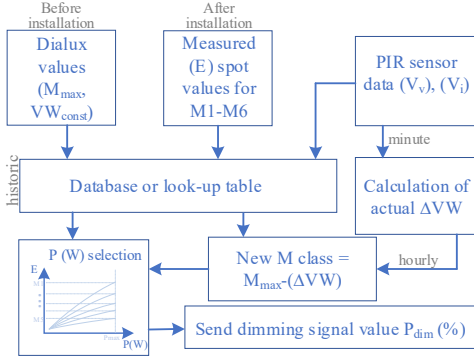 Before
installation
After
installation
Dialux
values
(Mmax,
VWconst)
Measured
(E) spot
values for
M1-M6
PIR sensor
data (Vv), (Vi)
minute
historic
Database or look-up table
Calculation of
actual ΔVW
P (W) selection
E
M1
P(W)
New M class =
Mmax-(ΔVW)
hourly
Send dimming signal value Pdim (%)